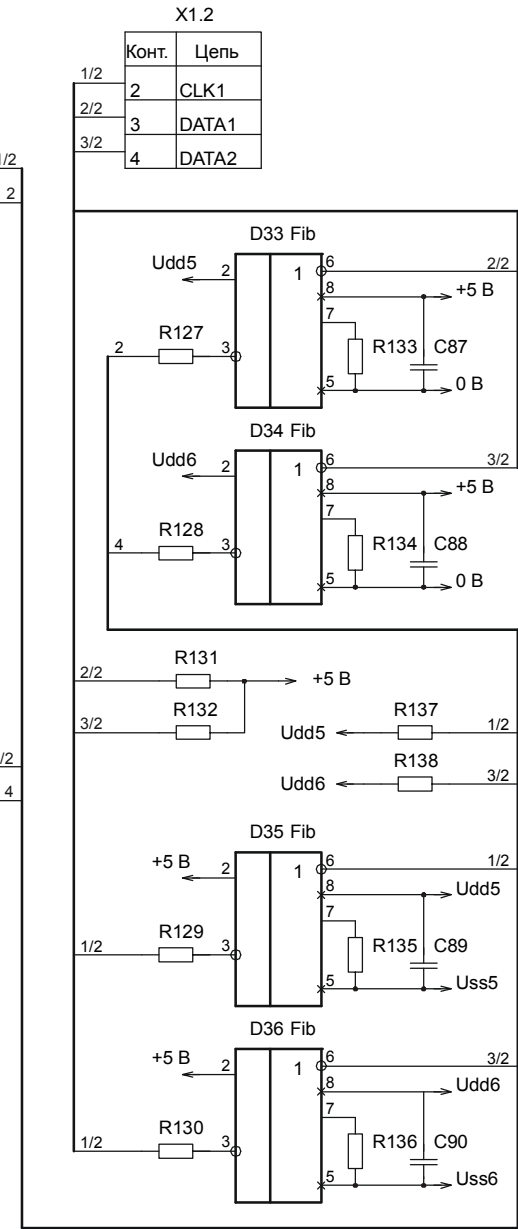 X1.2
Конт. Цепь
1/2 2 CLK1
2/2 3 DATA1
3/2 4 DATA2
1/2
2
D33 Fib
Udd5 2 1 6 2/2
8 +5 В
7
2 R127 3 R133 C87
5 0 В
D34 Fib
Udd6 2 1 6 3/2
8 +5 В
7
4 R128 3 R134 C88
5 0 В
2/2 R131 +5 В
3/2 R132
Udd5 R137 1/2
Udd6 R138 3/2
/2
4
D35 Fib
+5 В 2 1 6 1/2
8 Udd5
7
1/2 R129 3 R135 C89
5 Uss5
D36 Fib
+5 В 2 1 6 3/2
8 Udd6
7
1/2 R130 3 R136 C90
5 Uss6